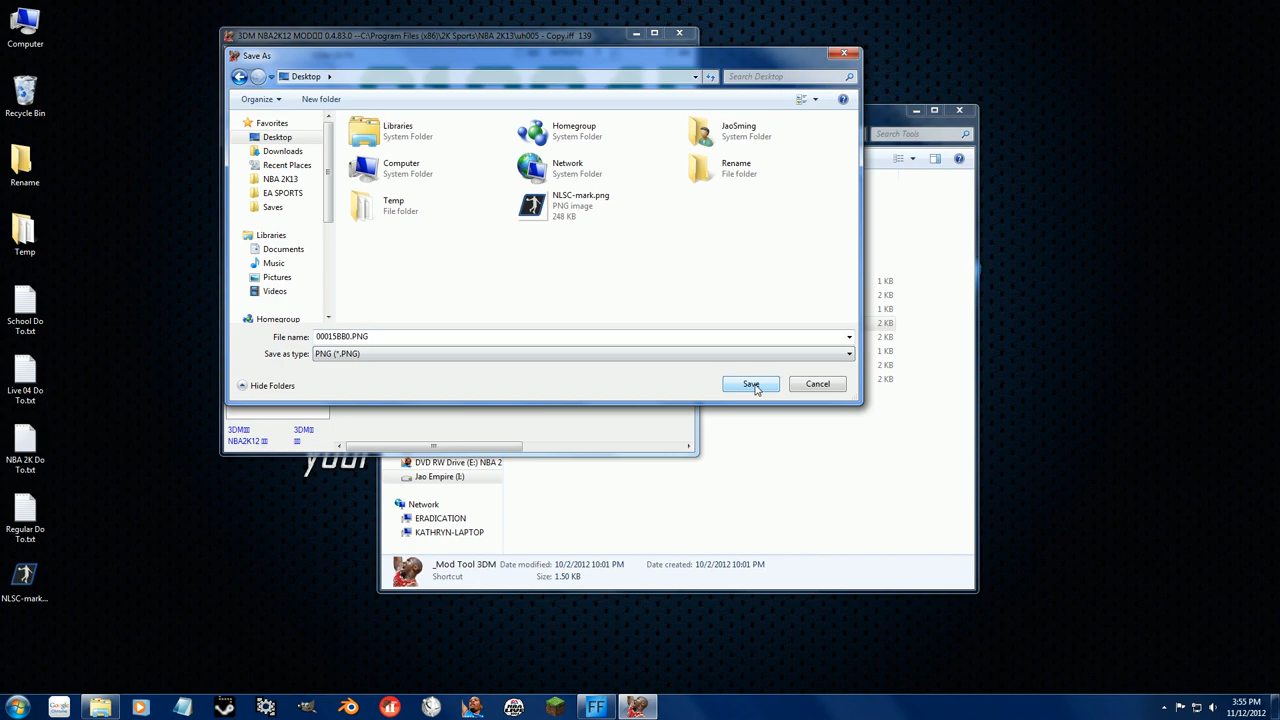 Computer
Recycle Bin
Rename
Temp
School Do To.txt
Live 04 Do To.txt
NBA 2K Do To.txt
Regular Do To.txt
NLSC-mark...
3DM NBA2K12 MOD 0.4.83.0 --C:\Program Files (x86)\2K Sports\NBA 2K13\uh005 - Copy.iff 139
Save As
Desktop
Search Desktop
Organize
New folder
Favorites
Desktop
Downloads
Recent Places
NBA 2K13
EA SPORTS
Saves
Libraries
Documents
Music
Pictures
Videos
Homegroup
Libraries
System Folder
Homegroup
System Folder
JaoSming
System Folder
Computer
System Folder
Network
System Folder
Rename
File folder
Temp
File folder
NLSC-mark.png
PNG image
248 KB
File name: 00015BB0.PNG
Save as type: PNG (*.PNG)
Hide Folders
Save
Cancel
3DM
NBA2K12
3DM
your
Search Tools
1 KB
2 KB
1 KB
2 KB
2 KB
1 KB
2 KB
2 KB
DVD RW Drive (E:) NBA 2
Jao Empire (I:)
Network
ERADICATION
KATHRYN-LAPTOP
_Mod Tool 3DM Date modified: 10/2/2012 10:01 PM Date created: 10/2/2012 10:01 PM
Shortcut Size: 1.50 KB
Google Chrome
FF
3:55 PM
11/12/2012